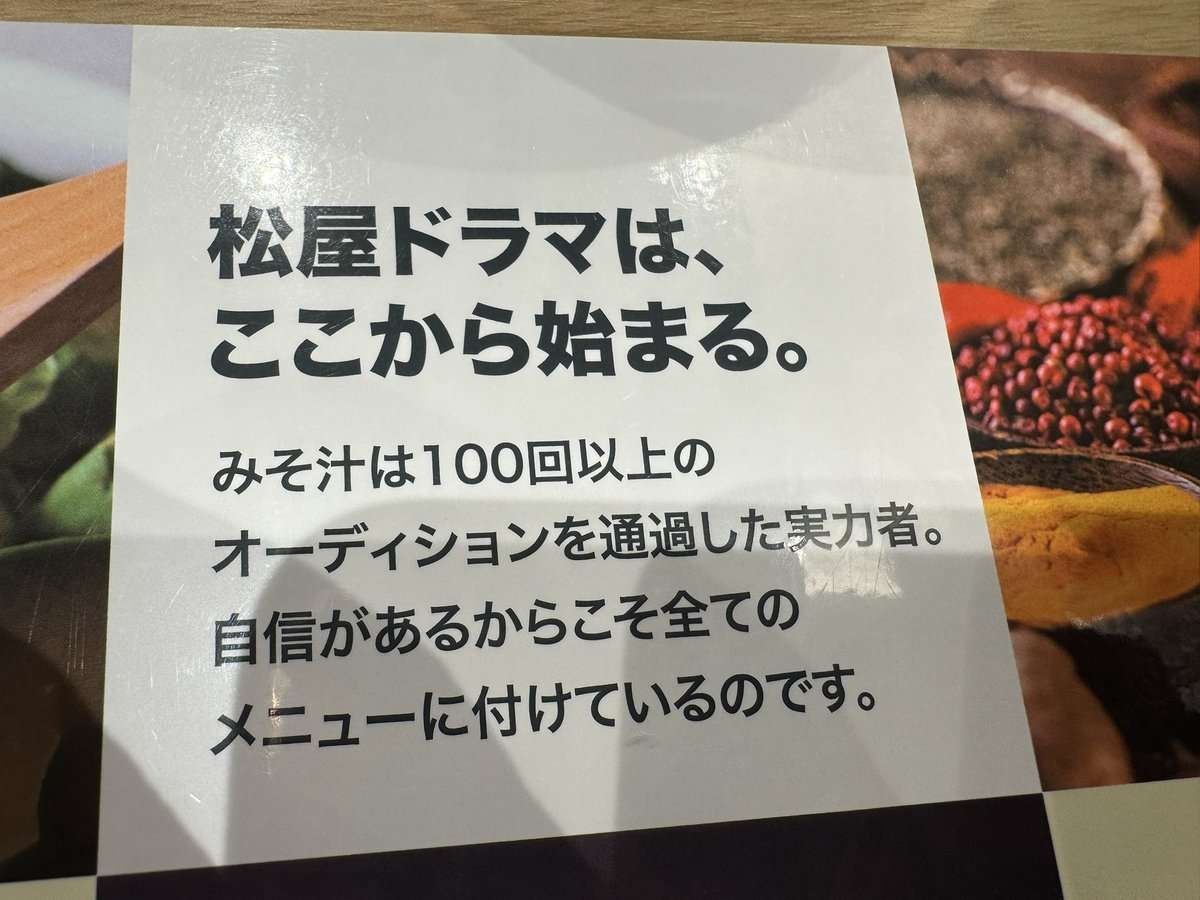 松屋ドラマは、
ここから始まる。
みそ汁は100回以上の
オーディションを通過した実力者。
自信があるからこそ全ての
メニューに付けているのです。